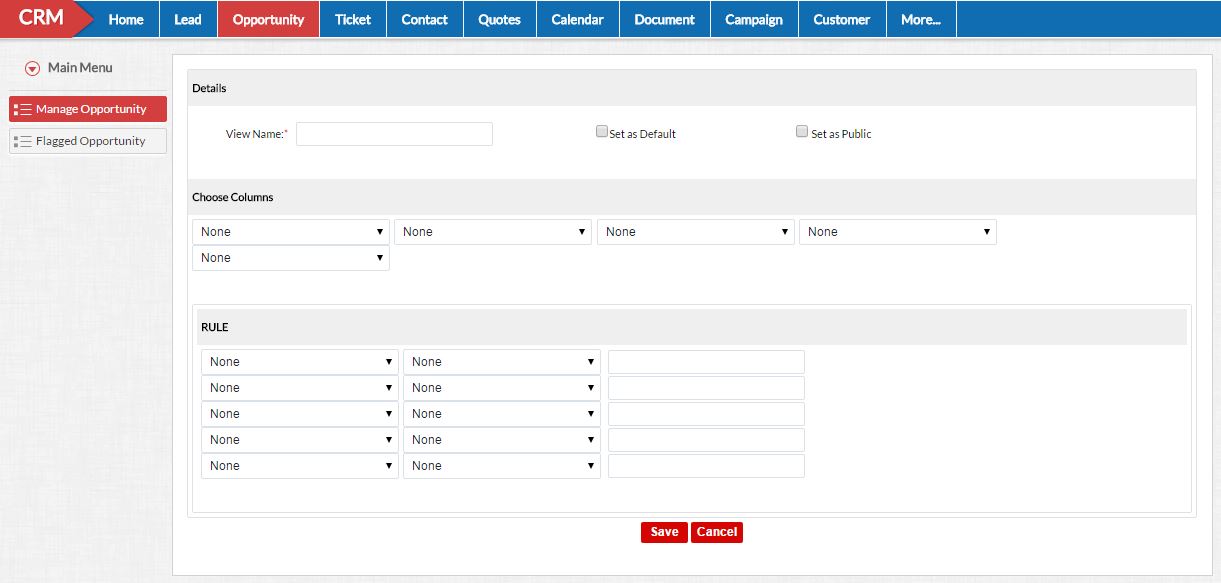 CRM Home Lead Opportunity Ticket Contact Quotes Calendar Document Campaign Customer More...
Main Menu
Manage Opportunity
Flagged Opportunity
Details
View Name:* Set as Default Set as Public
Choose Columns
None None None None
None
RULE
None None
None None
None None
None None
None None
Save Cancel